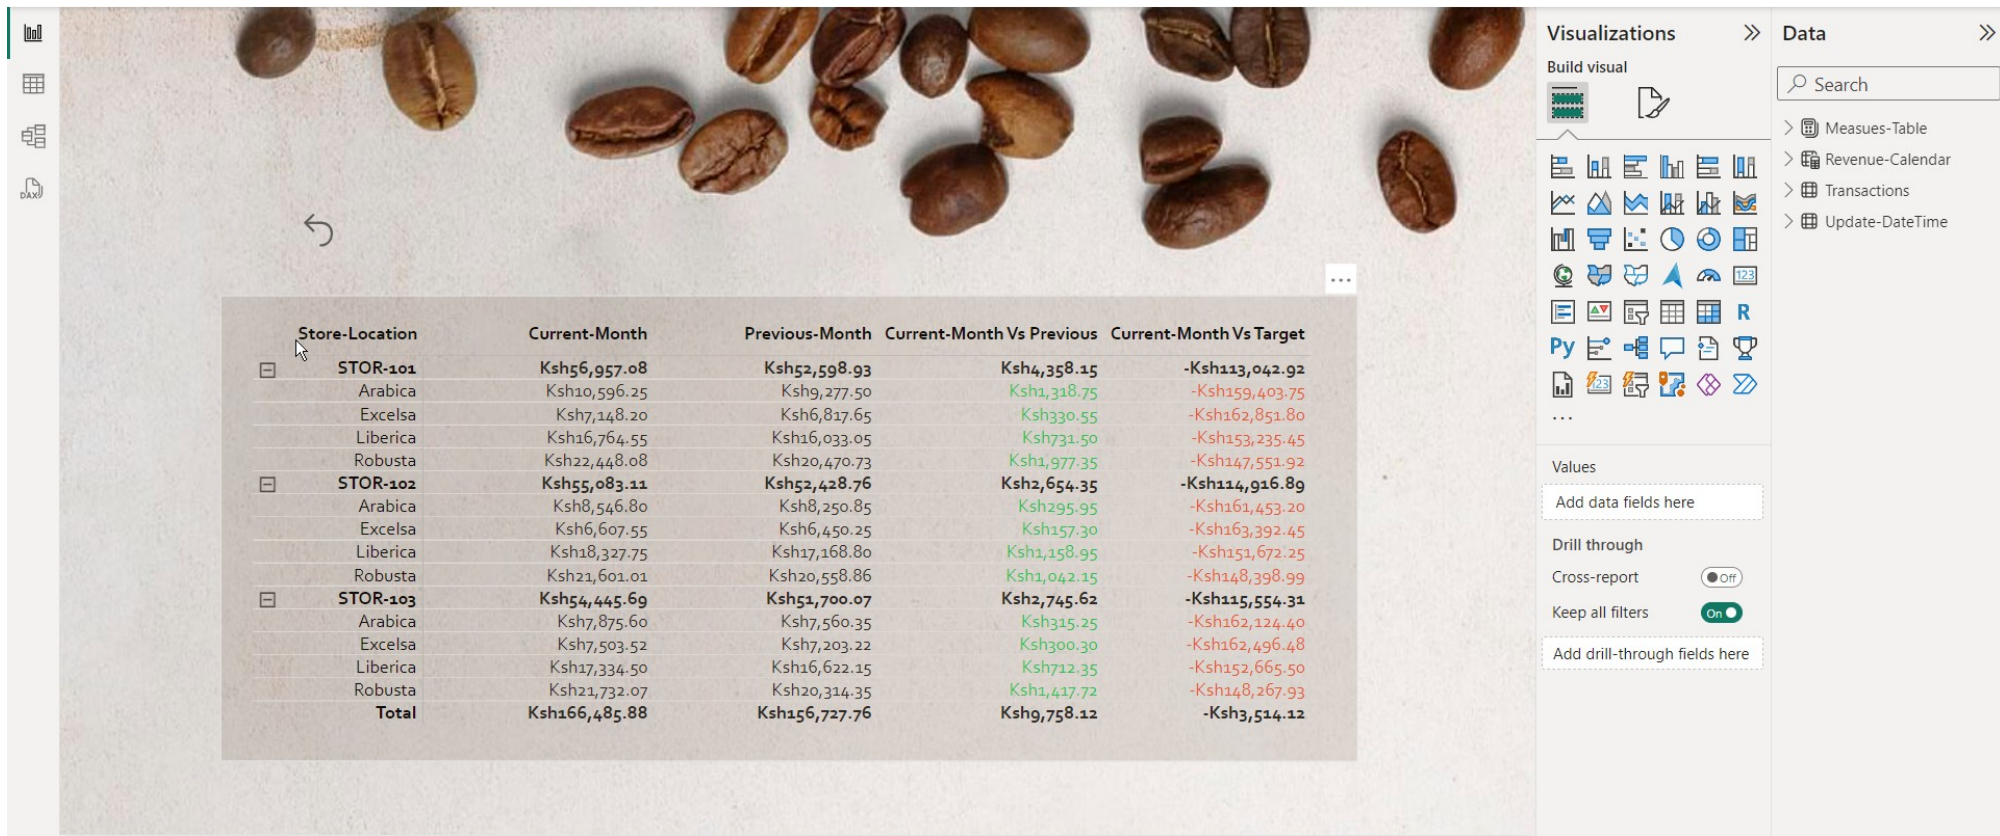 Visualizations
Data
Build visual
Search
Measues-Table
Revenue-Calendar
Transactions
Update-DateTime
DAX
123
R
Py
123
...
...
Store-Location Current-Month Previous-Month Current-Month Vs Previous Current-Month Vs Target
STOR-101 Ksh56,957.08 Ksh52,598.93 Ksh4,358.15 -Ksh113,042.92
Arabica Ksh10,596.25 Ksh9,277.50 Ksh1,318.75 -Ksh159,403.75
Excelsa Ksh7,148.20 Ksh6,817.65 Ksh330.55 -Ksh162,851.80
Liberica Ksh16,764.55 Ksh16,033.05 Ksh731.50 -Ksh153,235.45
Robusta Ksh22,448.08 Ksh20,470.73 Ksh1,977.35 -Ksh147,551.92
STOR-102 Ksh55,083.11 Ksh52,428.76 Ksh2,654.35 -Ksh114,916.89
Arabica Ksh8,546.80 Ksh8,250.85 Ksh295.95 -Ksh161,453.20
Excelsa Ksh6,607.55 Ksh6,450.25 Ksh157.30 -Ksh163,392.45
Liberica Ksh18,327.75 Ksh17,168.80 Ksh1,158.95 -Ksh151,672.25
Robusta Ksh21,601.01 Ksh20,558.86 Ksh1,042.15 -Ksh148,398.99
STOR-103 Ksh54,445.69 Ksh51,700.07 Ksh2,745.62 -Ksh115,554.31
Arabica Ksh7,875.60 Ksh7,560.35 Ksh315.25 -Ksh162,124.40
Excelsa Ksh7,503.52 Ksh7,203.22 Ksh300.30 -Ksh162,496.48
Liberica Ksh17,334.50 Ksh16,622.15 Ksh712.35 -Ksh152,665.50
Robusta Ksh21,732.07 Ksh20,314.35 Ksh1,417.72 -Ksh148,267.93
Total Ksh166,485.88 Ksh156,727.76 Ksh9,758.12 -Ksh3,514.12
Values
Add data fields here
Drill through
Cross-report Off
Keep all filters On
Add drill-through fields here